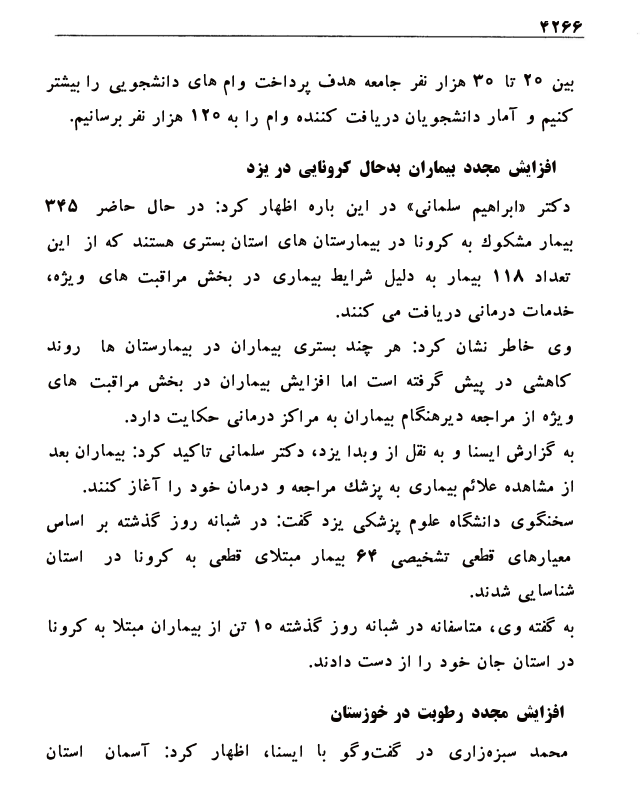 ۴۲۶۶
بین ۲۰ تا ۳۰ هزار نفر جامعه هدف پرداخت وام های دانشجویی را بیشتر
کنیم و آمار دانشجویان دریافت کننده وام را به ۱۲۰ هزار نفر برسانیم.
افزایش مجدد بیماران بدحال کرونایی در یزد
دکتر «ابراهیم سلمانی» در این باره اظهار کرد: در حال حاضر ۳۴۵
بیمار مشکوك به کرونا در بیمارستان های استان بستری هستند که از این
تعداد ۱۱۸ بیمار به دلیل شرایط بیماری در بخش مراقبت های ویژه،
خدمات درمانی دریافت می کنند.
وی خاطر نشان کرد: هر چند بستری بیماران در بیمارستان ها روند
کاهشی در پیش گرفته است اما افزایش بیماران در بخش مراقبت های
ویژه از مراجعه دیرهنگام بیماران به مراکز درمانی حکایت دارد.
به گزارش ایسنا و به نقل از وبدا یزد، دکتر سلمانی تاکید کرد: بیماران بعد
از مشاهده علائم بیماری به پزشك مراجعه و درمان خود را آغاز کنند.
سخنگوی دانشگاه علوم پزشکی یزد گفت: در شبانه روز گذشته بر اساس
معیارهای قطعی تشخیصی ۶۴ بیمار مبتلای قطعی به کرونا در استان
شناسایی شدند.
به گفته وی، متاسفانه در شبانه روز گذشته ۱۰ تن از بیماران مبتلا به کرونا
در استان جان خود را از دست دادند.
افزایش مجدد رطوبت در خوزستان
محمد سبزه‌زاری در گفت‌وگو با ایسنا، اظهار کرد: آسمان استان